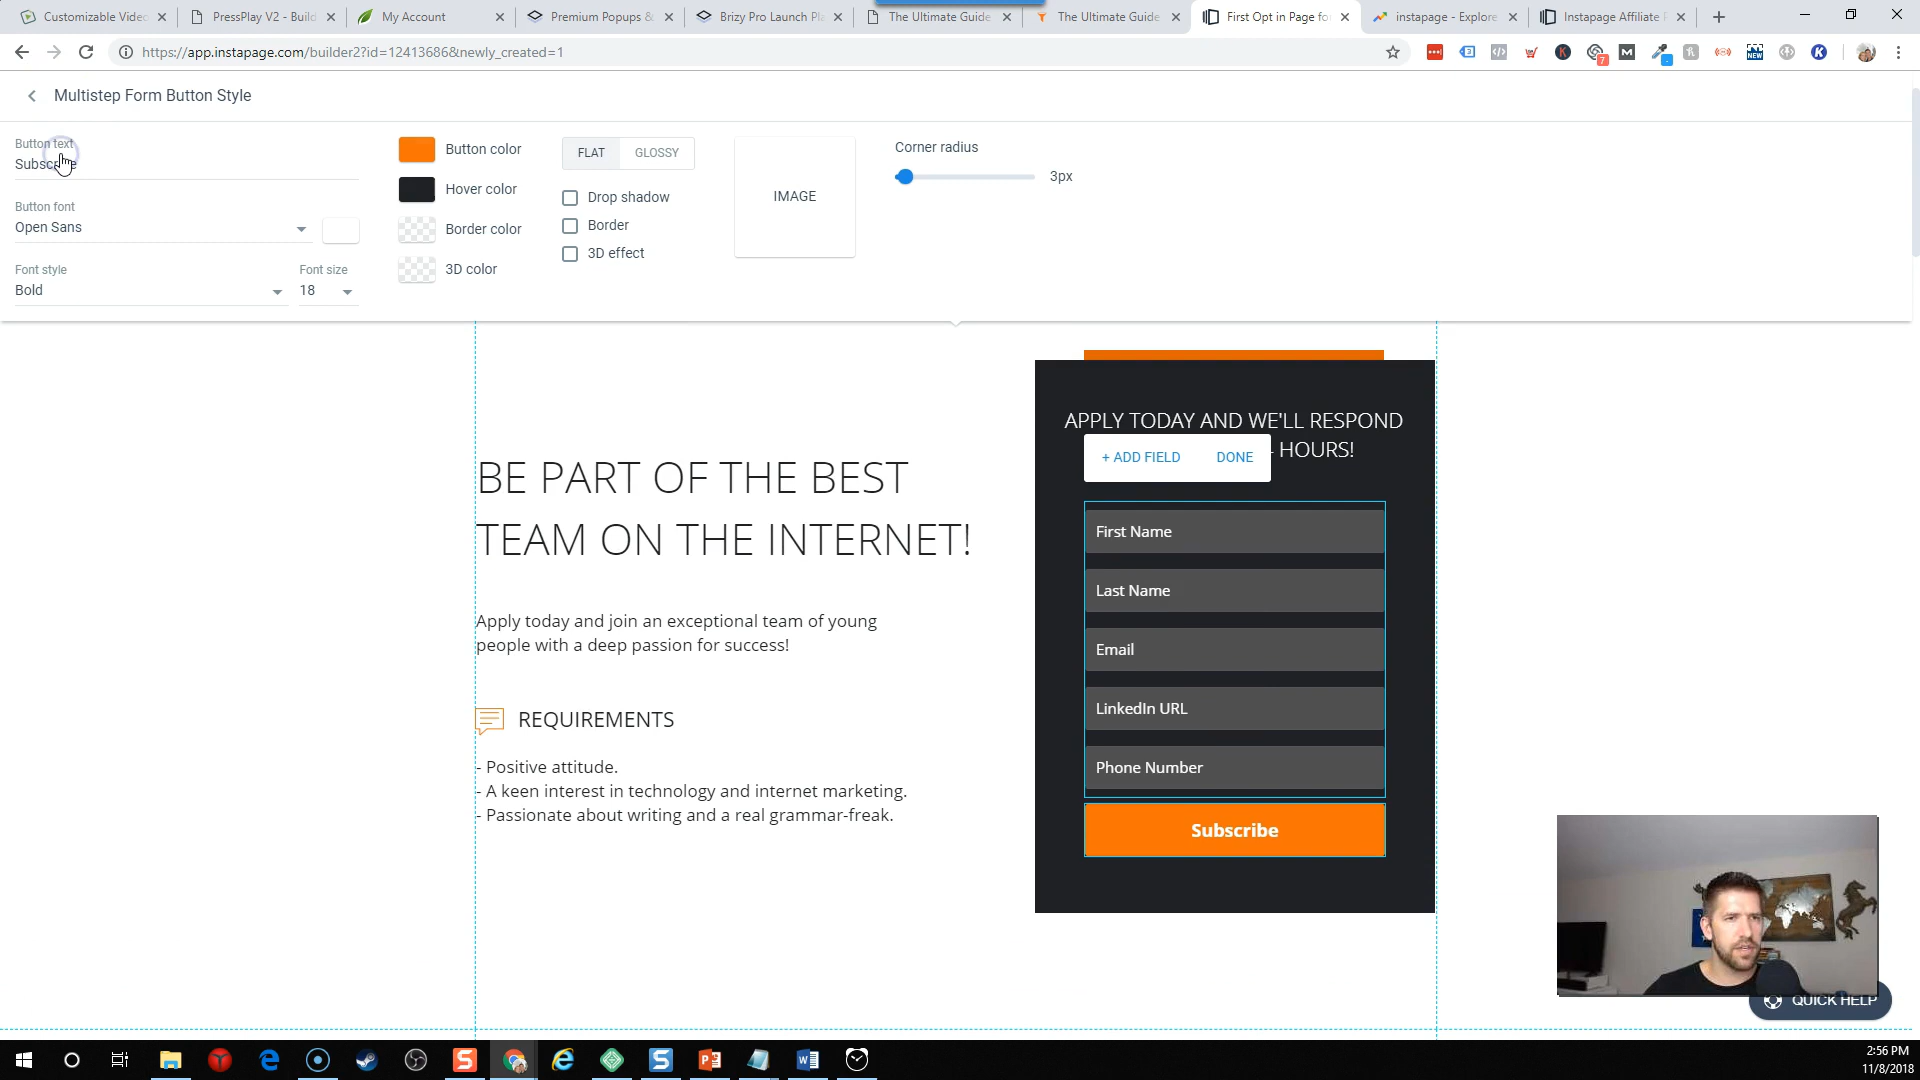 Customizable Video
PressPlay V2 - Build
My Account
Premium Popups &
Brizy Pro Launch Pl
The Ultimate Guide
The Ultimate Guide
First Opt in Page fo
instapage - Explore
Instapage Affiliate
https://app.instapage.com/builder2?id=12413686&newly_created=1
Multistep Form Button Style
Button text
Subscribe
Button font
Open Sans
Font style
Bold
Font size
18
Button color
Hover color
Border color
3D color
FLAT
GLOSSY
Drop shadow
Border
3D effect
IMAGE
Corner radius
3px
BE PART OF THE BEST
TEAM ON THE INTERNET!
Apply today and join an exceptional team of young
people with a deep passion for success!
REQUIREMENTS
- Positive attitude.
- A keen interest in technology and internet marketing.
- Passionate about writing and a real grammar-freak.
APPLY TODAY AND WE'LL RESPOND
HOURS!
+ ADD FIELD
DONE
First Name
Last Name
Email
LinkedIn URL
Phone Number
Subscribe
QUICK HELP
2:56 PM
11/8/2018